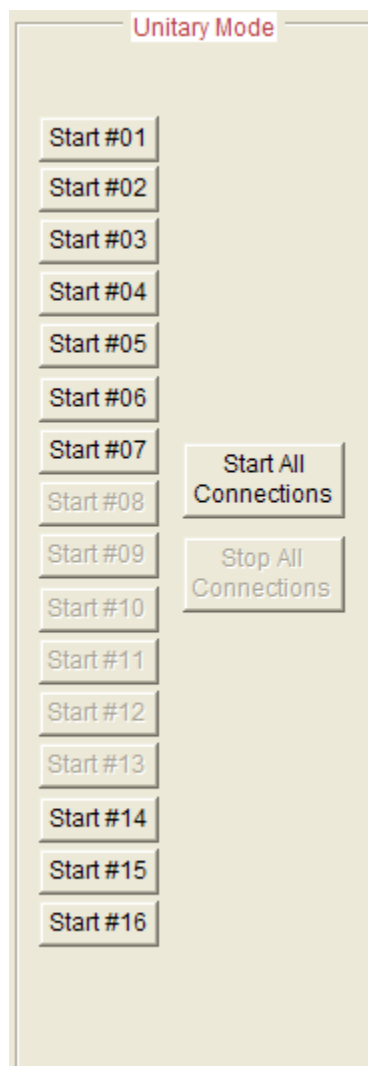 Unitary Mode
Start #01
Start #02
Start #03
Start #04
Start #05
Start #06
Start #07
Start #08
Start #09
Start #10
Start #11
Start #12
Start #13
Start #14
Start #15
Start #16
Start All
Connections
Stop All
Connections